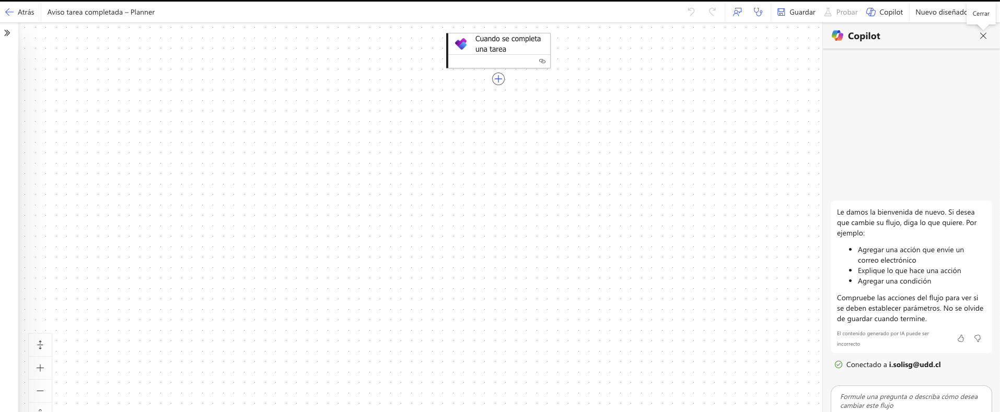 Atrás
Aviso tarea completada – Planner
Guardar
Probar
Copilot
Nuevo diseñado
Cerrar
Cuando se completa
una tarea
Copilot
Le damos la bienvenida de nuevo. Si desea
que cambie su flujo, diga lo que quiere. Por
ejemplo:
Agregar una acción que envíe un
correo electrónico
Explique lo que hace una acción
Agregar una condición
Compruebe las acciones del flujo para ver si
se deben establecer parámetros. No se olvide
de guardar cuando termine.
El contenido generado por IA puede ser
incorrecto
Conectado a i.solisg@udd.cl
Formule una pregunta o describa cómo desea
cambiar este flujo